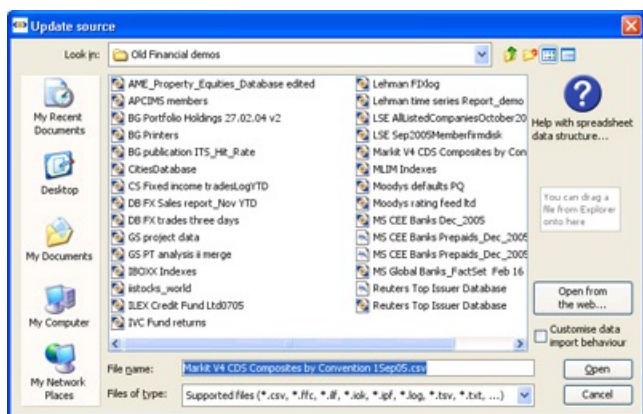 Update source
Look in:
Old Financial demos
My Recent
Documents
Desktop
My Documents
My Computer
My Network
Places
AME_Property_Equities_Database edited
APCIMS members
BG Portfolio Holdings 27.02.04 v2
BG Printers
BG publication ITS_Hit_Rate
CitiesDatabase
CS Fixed income tradesLogYTD
DB FX Sales report_Nov YTD
DB FX trades three days
GS project data
GS PT analysis ii merge
IBOXX Indexes
iistocks_world
ILEX Credit Fund Ltd0705
IVC Fund returns
Lehman FIXlog
Lehman time series Report_demo
LSE AllListedCompaniesOctober20
LSE Sep2005Memberfirmdisk
Markit V4 CDS Composites by Con
MLIM Indexes
Moodys defaults PQ
Moodys rating feed ltd
MS CEE Banks Dec_2005
MS CEE Banks Prepaids_Dec_2005
MS CEE Banks Prepaids_Dec_2005
MS Global Banks_FactSet Feb 16
Reuters Top Issuer Database
Reuters Top Issuer Database
?
Help with spreadsheet
data structure...
You can drag a
file from Explorer
onto here
Open from
the web...
Customise data
import behaviour
File name:
Markit V4 CDS Composites by Convention 1Sep05.csv
Open
Files of type:
Supported files (*.csv, *.ffc, *.iif, *.iok, *.ipf, *.log, *.tsv, *.txt, ...)
Cancel